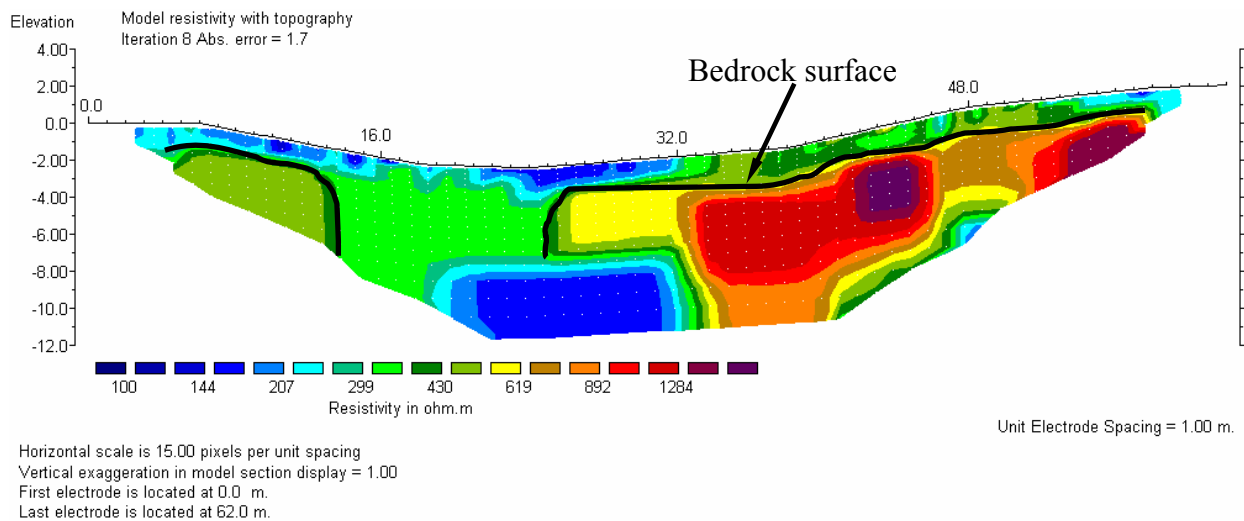 Elevation
Model resistivity with topography
Iteration 8 Abs. error = 1.7
4.00
Bedrock surface
2.00
0.0
48.0
0.0
16.0
32.0
-2.00
-4.00
-6.00
-8.00
-10.0
-12.0
100 144 207 299 430 619 892 1284
Resistivity in ohm.m
Unit Electrode Spacing = 1.00 m.
Horizontal scale is 15.00 pixels per unit spacing
Vertical exaggeration in model section display = 1.00
First electrode is located at 0.0 m.
Last electrode is located at 62.0 m.